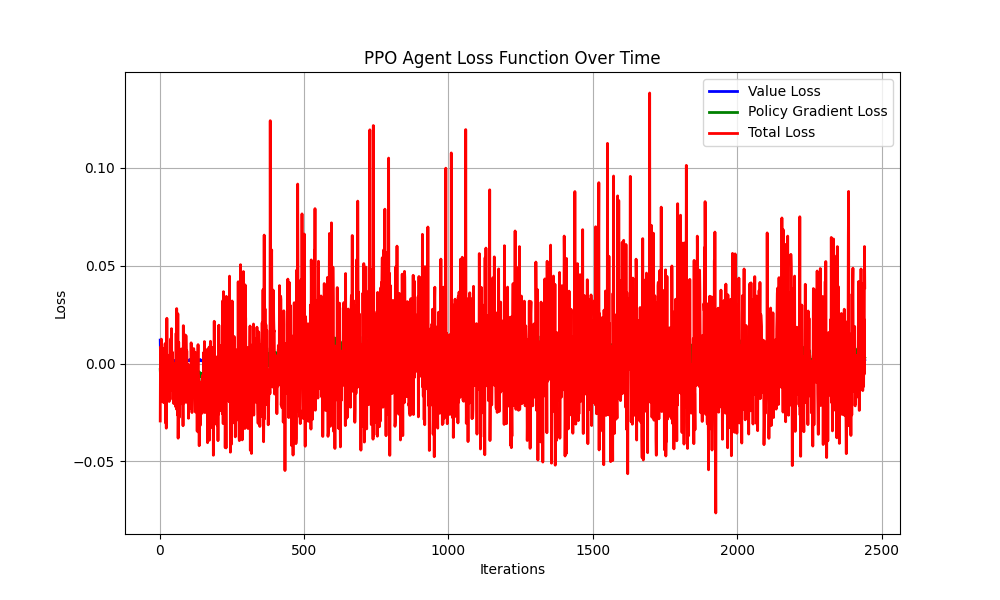 PPO Agent Loss Function Over Time
Value Loss
Policy Gradient Loss
Total Loss
0.10
0.05
0.00
−0.05
Loss
0 500 1000 1500 2000 2500
Iterations